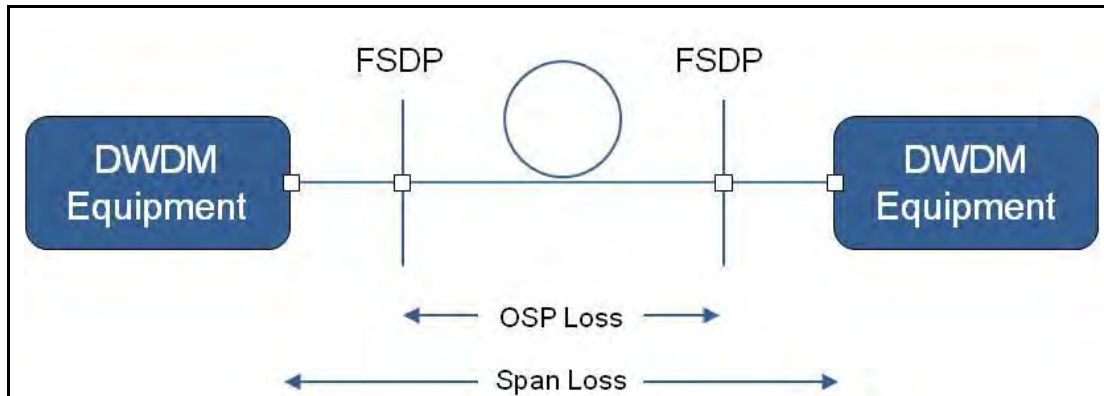 FSDP
FSDP
DWDM
Equipment
DWDM
Equipment
OSP Loss
Span Loss